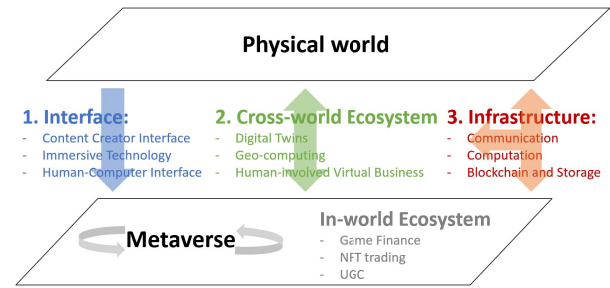 Physical world
1. Interface:
- Content Creator Interface
- Immersive Technology
- Human-Computer Interface
2. Cross-world Ecosystem
- Digital Twins
- Geo-computing
- Human-involved Virtual Business
3. Infrastructure:
- Communication
- Computation
- Blockchain and Storage
Metaverse
In-world Ecosystem
- Game Finance
- NFT trading
- UGC